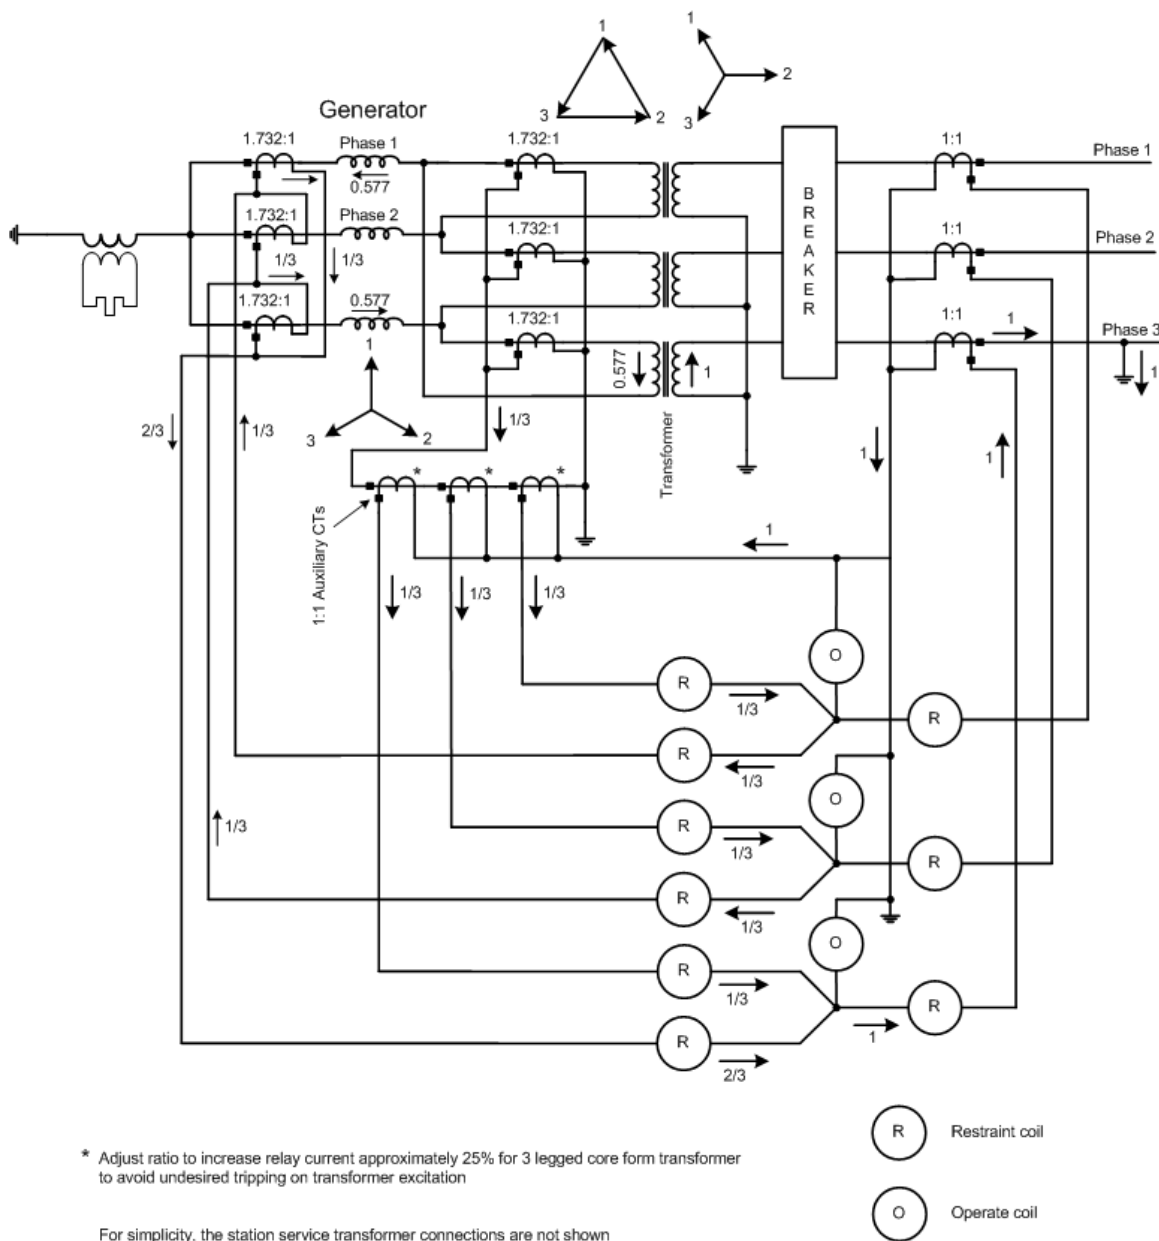 1
1
2
3
2
3
Generator
1.732:1
Phase 1
1.732:1
1:1
Phase 1
0.577
BREAKER
1.732:1
Phase 2
1.732:1
1:1
Phase 2
1/3
1/3
1.732:1
0.577
1.732:1
1:1
1
Phase 3
1
0.577
1
1
3
2
2/3
1/3
1/3
Transformer
1
1
*
*
*
1:1 Auxiliary CTs
1
1/3
1/3
1/3
O
R
1/3
R
R
1/3
O
1/3
R
1/3
R
R
1/3
O
R
1/3
R
1
R
2/3
R
Restraint coil
* Adjust ratio to increase relay current approximately 25% for 3 legged core form transformer
to avoid undesired tripping on transformer excitation
O
Operate coil
For simplicity, the station service transformer connections are not shown